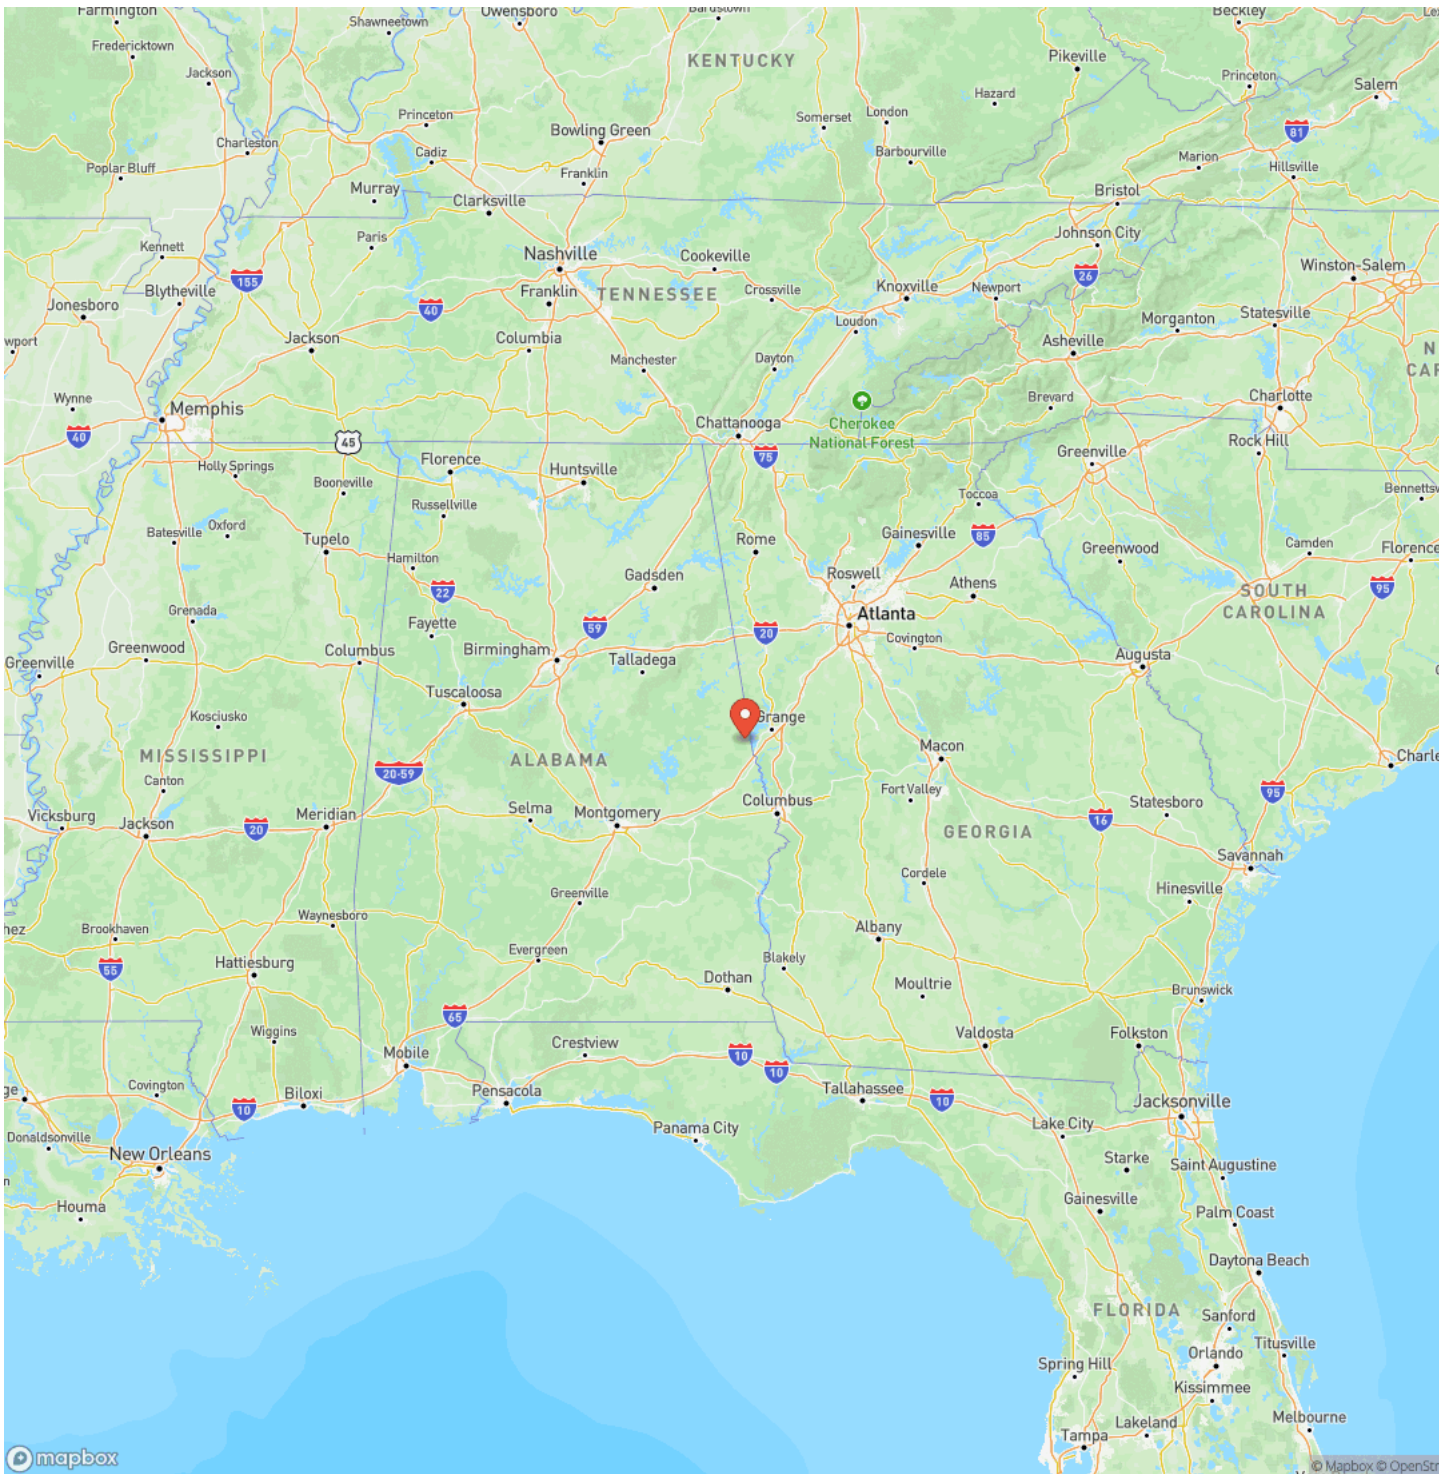 Farmington
Shawneetown
Owensboro
Bardstown
Beckley
Fredericktown
KENTUCKY
Pikeville
Jackson
Princeton
Salem
Hazard
Princeton
Somerset
London
Charleston
Bowling Green
81
Cadiz
Barbourville
Marion
Poplar Bluff
Franklin
Hillsville
Murray
Bristol
Clarksville
Paris
Johnson City
Kennett
Nashville
Cookeville
Winston-Salem
155
26
Blytheville
Franklin
TENNESSEE
Crossville
Knoxville
Newport
Jonesboro
40
Loudon
Morganton
Statesville
wport
Jackson
Columbia
Asheville
Manchester
Dayton
N
CAR
Wynne
Memphis
Brevard
Charlotte
Chattanooga
Cherokee
National Forest
40
45
Rock Hill
Florence
75
Greenville
Holly Springs
Huntsville
Booneville
Toccoa
Bennettsv
Russellville
Batesville
Oxford
Tupelo
Rome
Gainesville
85
Greenwood
Camden
Florence
Hamilton
Gadsden
Roswell
Athens
22
SOUTH
CAROLINA
95
Grenada
Fayette
59
20
Atlanta
Covington
Greenville
Greenwood
Columbus
Birmingham
Talladega
Augusta
Tuscaloosa
Kosciusko
Grange
MISSISSIPPI
ALABAMA
Macon
Charle
20-59
Canton
Fort Valley
95
Vicksburg
Jackson
20
Meridian
Selma
Montgomery
Columbus
16
Statesboro
GEORGIA
Savannah
Cordele
Greenville
Hinesville
Waynesboro
hez
Brookhaven
Albany
Evergreen
Blakely
55
Hattiesburg
Dothan
Moultrie
Brunswick
65
Wiggins
Crestview
Valdosta
Folkston
Mobile
10
10
Covington
Biloxi
Pensacola
Tallahassee
10
Jacksonville
ge
10
Donaldsonville
Panama City
Lake City
New Orleans
Starke
Saint Augustine
n
Houma
Gainesville
Palm Coast
Daytona Beach
FLORIDA
Sanford
Titusville
Orlando
Spring Hill
Kissimmee
Melbourne
Lakeland
Tampa
mapbox
© Mapbox © OpenStr